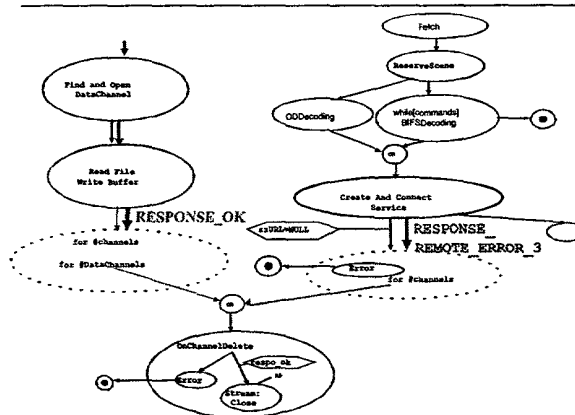 Fetch
ReserveScene
Find and Open
DataChannel
ODDecoding
while[commands]
BIFSDecoding
Read File
Write Buffer
Create And Connect
Service
RESPONSE_OK
szURL=NULL
RESPONSE_
REMOTE_ERROR_3
for @channels
for @DataChannels
Error
for @channels
OnChannelDelete
respo_ok
Error
Stream:
Close